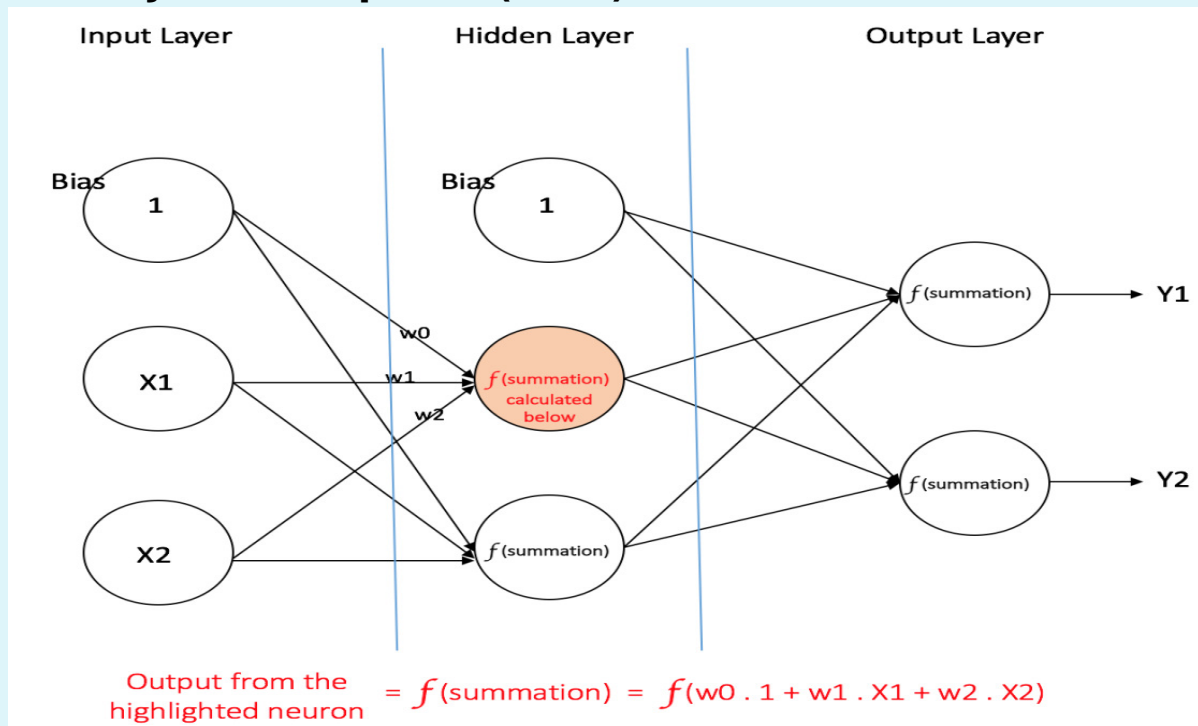 Input Layer
Hidden Layer
Output Layer
Bias
1
Bias
1
f(summation)
Y1
w0
X1
w1
f(summation)
calculated
below
w2
f(summation)
Y2
X2
f(summation)
Output from the
highlighted neuron
= f(summation) = f(w0 . 1 + w1 . X1 + w2 . X2)